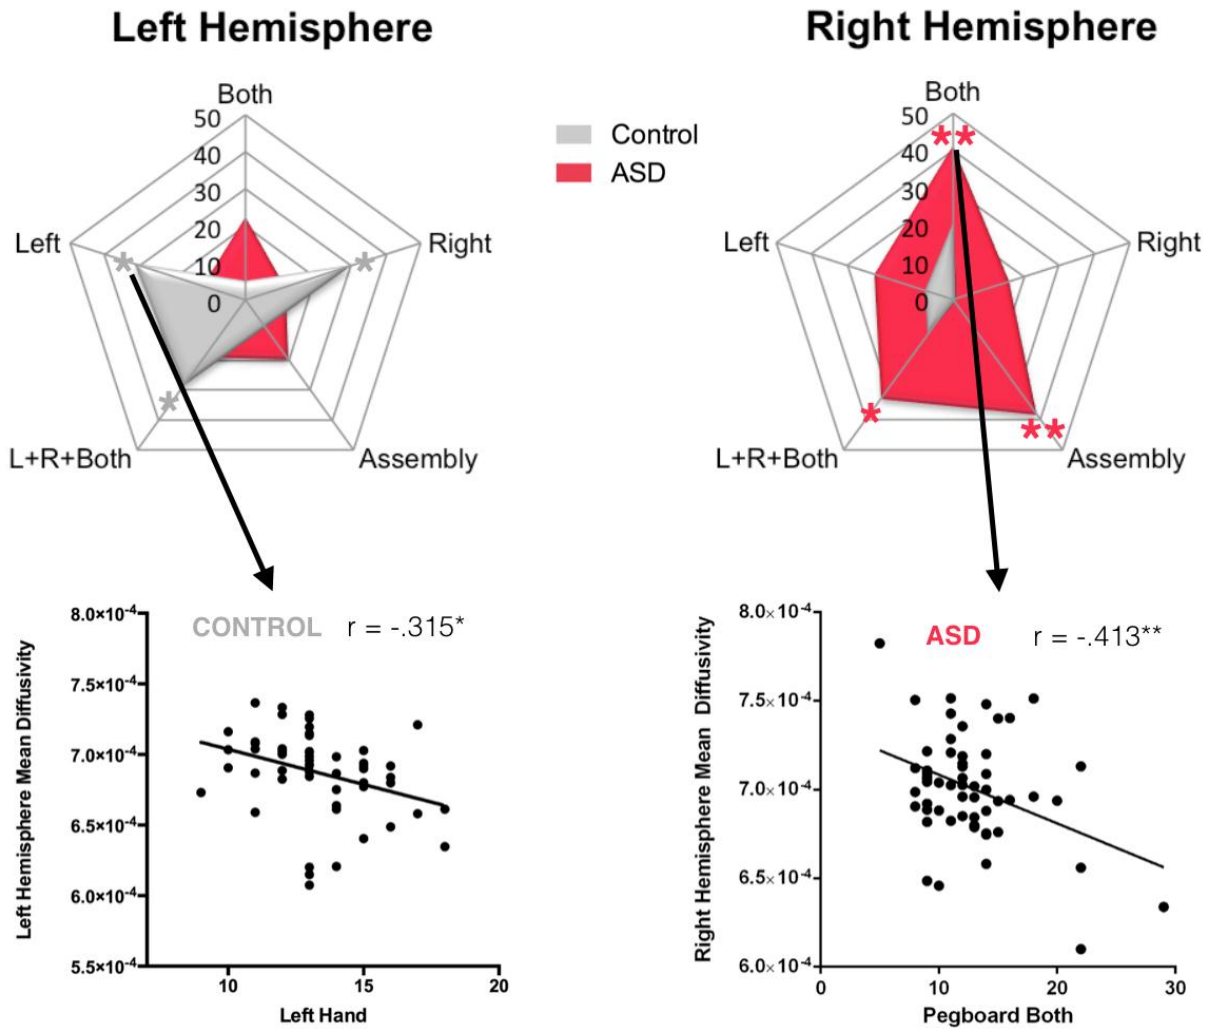 Left Hemisphere
Right Hemisphere
Both
50
40
30
20
10
0
Left
Right
L+R+Both
Assembly
*
*
*
Control
ASD
Both
50
40
30
20
10
0
Left
Right
L+R+Both
Assembly
**
*
**
CONTROL r = -.315*
8.0×10⁻⁴
7.5×10⁻⁴
7.0×10⁻⁴
6.5×10⁻⁴
6.0×10⁻⁴
5.5×10⁻⁴
Left Hemisphere Mean Diffusivity
10 15 20
Left Hand
ASD r = -.413**
8.0×10⁻⁴
7.5×10⁻⁴
7.0×10⁻⁴
6.5×10⁻⁴
6.0×10⁻⁴
Right Hemisphere Mean Diffusivity
0 10 20 30
Pegboard Both